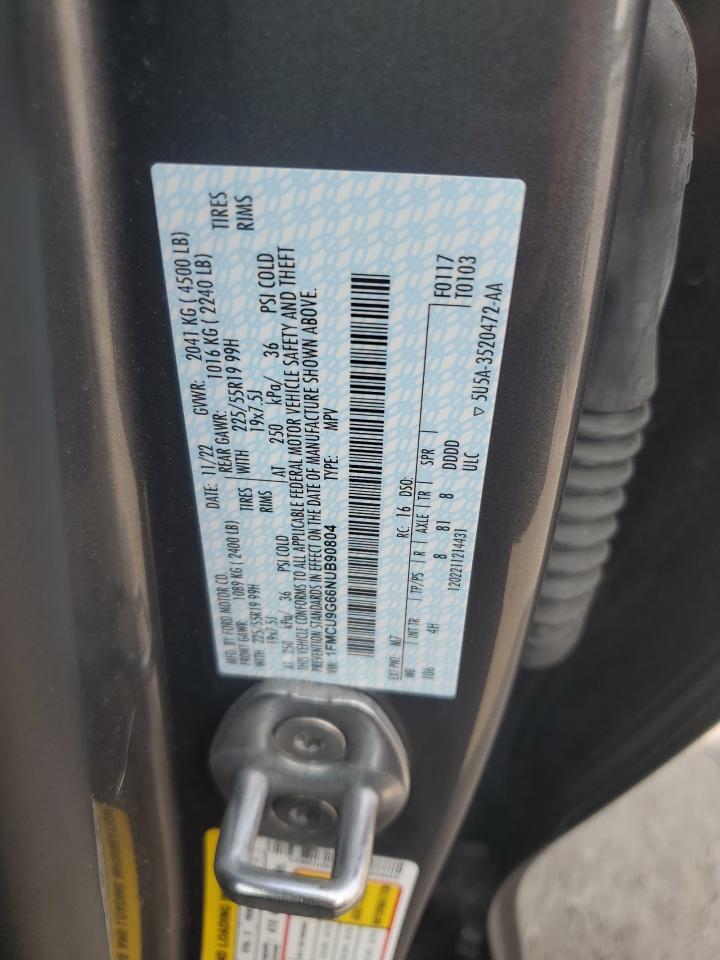 MFD. BY FORD MOTOR CO. DATE: 11/22 GVWR: 2041 KG ( 4500 LB)
FRONT GAWR: 1089 KG ( 2400 LB) REAR GAWR: 1016 KG ( 2240 LB)
WITH 225/55R19 99H TIRES WITH 225/55R19 99H TIRES
19x7.5J RIMS 19x7.5J RIMS
AT 250 kPa/ 36 PSI COLD AT 250 kPa/ 36 PSI COLD
THIS VEHICLE CONFORMS TO ALL APPLICABLE FEDERAL MOTOR VEHICLE SAFETY AND THEFT
PREVENTION STANDARDS IN EFFECT ON THE DATE OF MANUFACTURE SHOWN ABOVE.
VIN: 1FMCU9G66NUB90804 TYPE: MPV
EXT PNT: M7 RC: 16 DSO: F0117
WB INT TR TP/PS R AXLE TR SPR T0103
106 4H 8 81 8 DDDD
1202211214431 ULC ▽ 5U5A-3520472-AA
LOADING